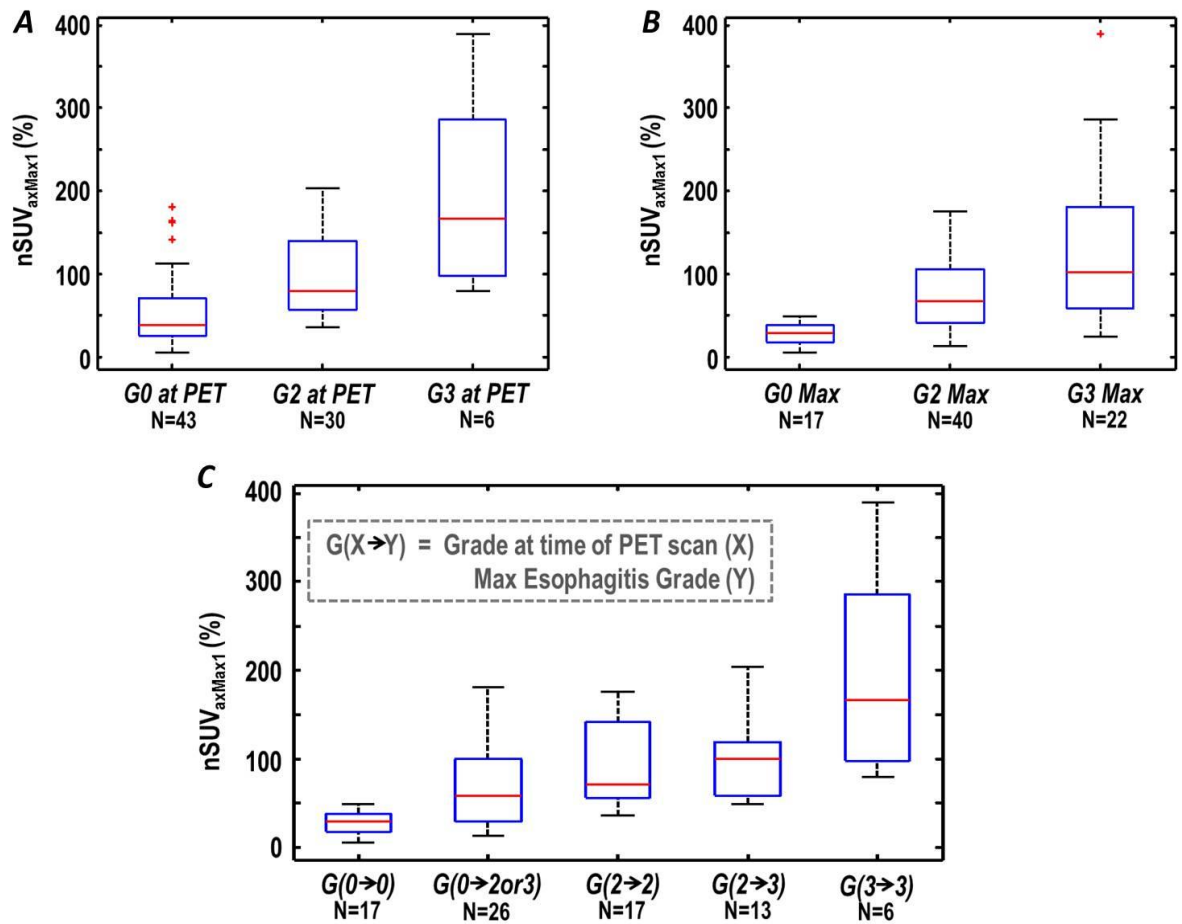 A
400
300
200
100
0
nSUVaxMax1 (%)
G0 at PET
N=43
G2 at PET
N=30
G3 at PET
N=6
B
400
300
200
100
0
nSUVaxMax1 (%)
G0 Max
N=17
G2 Max
N=40
G3 Max
N=22
C
400
300
200
100
0
nSUVaxMax1 (%)
G(X→Y) = Grade at time of PET scan (X)
Max Esophagitis Grade (Y)
G(0→0)
N=17
G(0→2or3)
N=26
G(2→2)
N=17
G(2→3)
N=13
G(3→3)
N=6